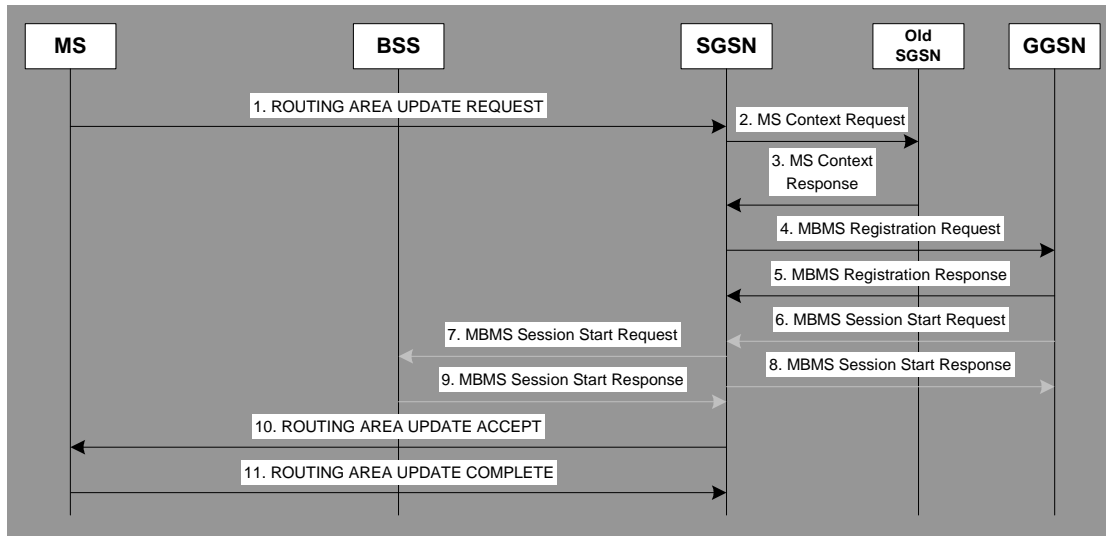 MS
BSS
SGSN
Old
SGSN
GGSN
1. ROUTING AREA UPDATE REQUEST
2. MS Context Request
3. MS Context
Response
4. MBMS Registration Request
5. MBMS Registration Response
6. MBMS Session Start Request
7. MBMS Session Start Request
8. MBMS Session Start Response
9. MBMS Session Start Response
10. ROUTING AREA UPDATE ACCEPT
11. ROUTING AREA UPDATE COMPLETE